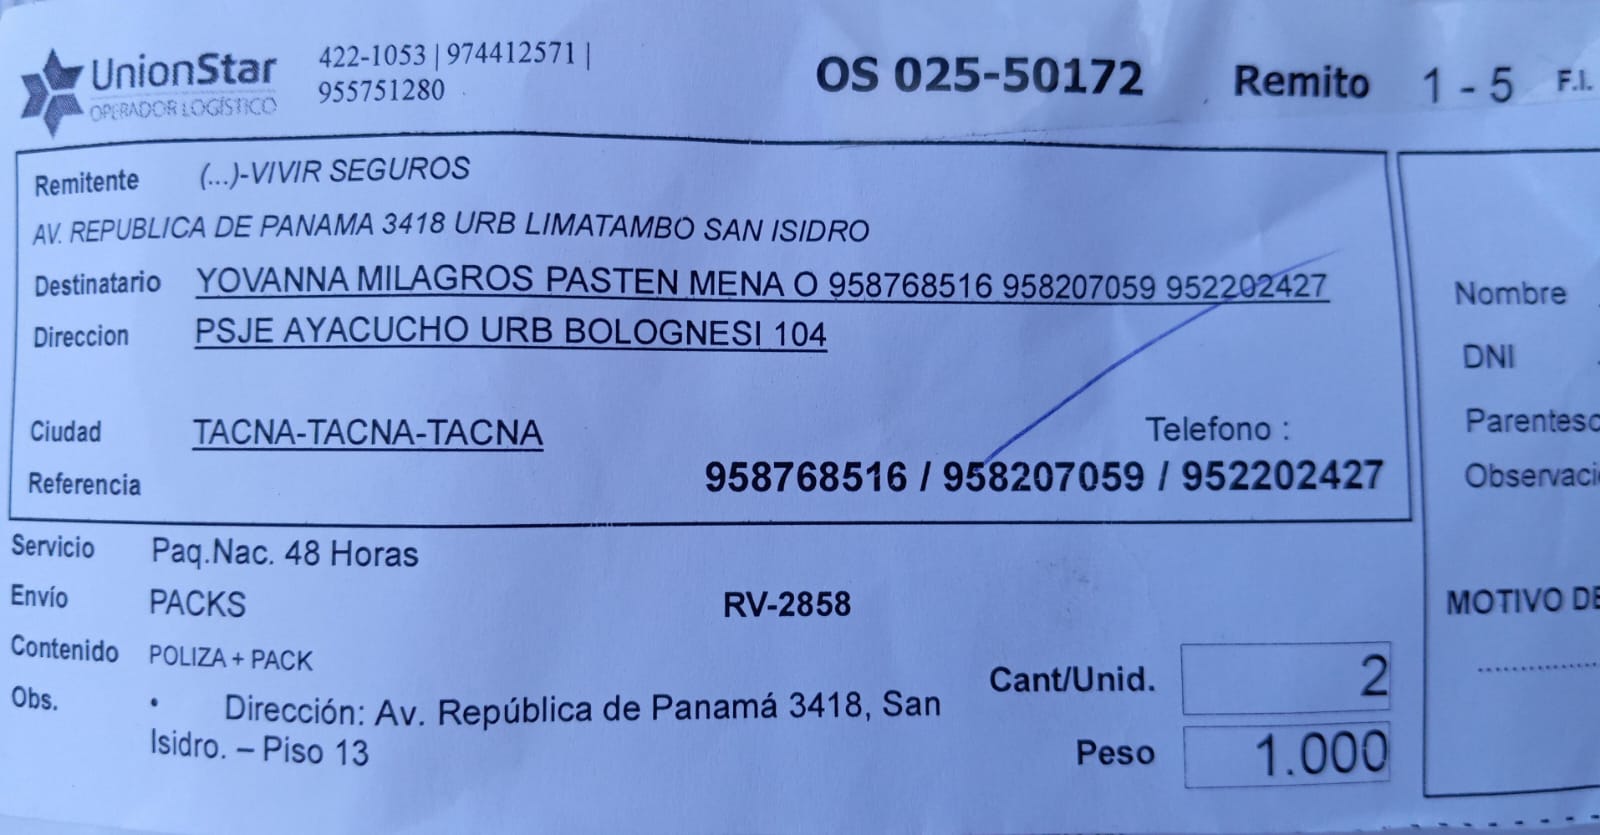 UnionStar
OPERADOR LOGÍSTICO
422-1053 | 974412571 |
955751280
OS 025-50172 Remito 1 - 5 F.I.
Remitente (...)-VIVIR SEGUROS
AV. REPUBLICA DE PANAMA 3418 URB LIMATAMBO SAN ISIDRO
Destinatario YOVANNA MILAGROS PASTEN MENA O 958768516 958207059 952202427
Direccion PSJE AYACUCHO URB BOLOGNESI 104
Ciudad TACNA-TACNA-TACNA
Telefono :
Referencia 958768516 / 958207059 / 952202427
Servicio Paq.Nac. 48 Horas
Envío PACKS RV-2858
Contenido POLIZA + PACK
Obs. • Dirección: Av. República de Panamá 3418, San
Isidro. – Piso 13
Cant/Unid. 2
Peso 1.000
Nombre
DNI
Parentesc
Observaci
MOTIVO DE